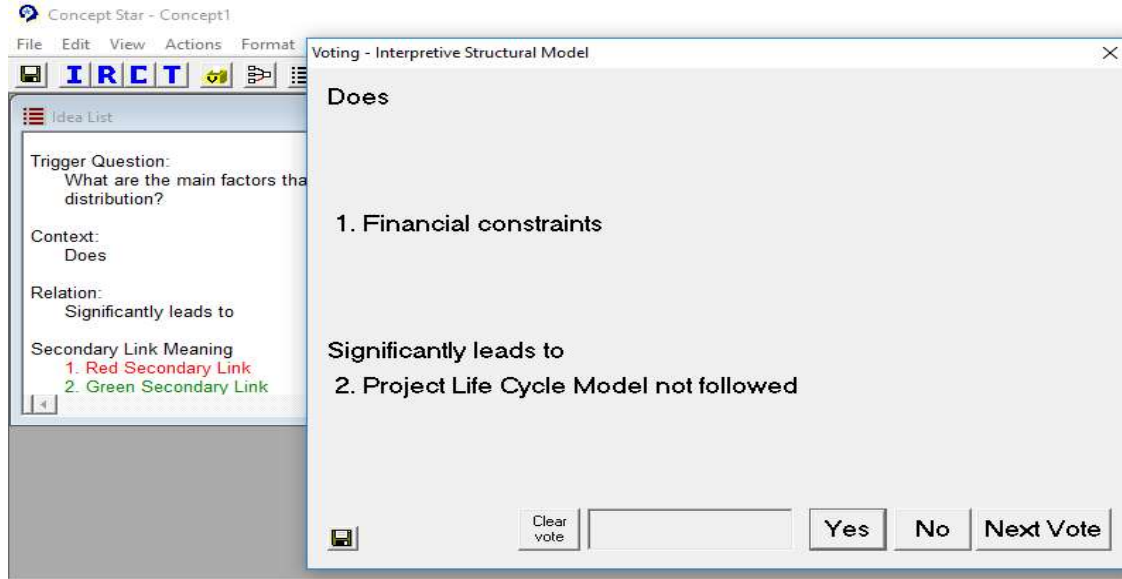 Concept Star - Concept1
File Edit View Actions Format
I R C T
Idea List
Trigger Question:
What are the main factors tha
distribution?
Context:
Does
Relation:
Significantly leads to
Secondary Link Meaning
1. Red Secondary Link
2. Green Secondary Link
Voting - Interpretive Structural Model
Does
1. Financial constraints
Significantly leads to
2. Project Life Cycle Model not followed
Clear
vote
Yes No Next Vote